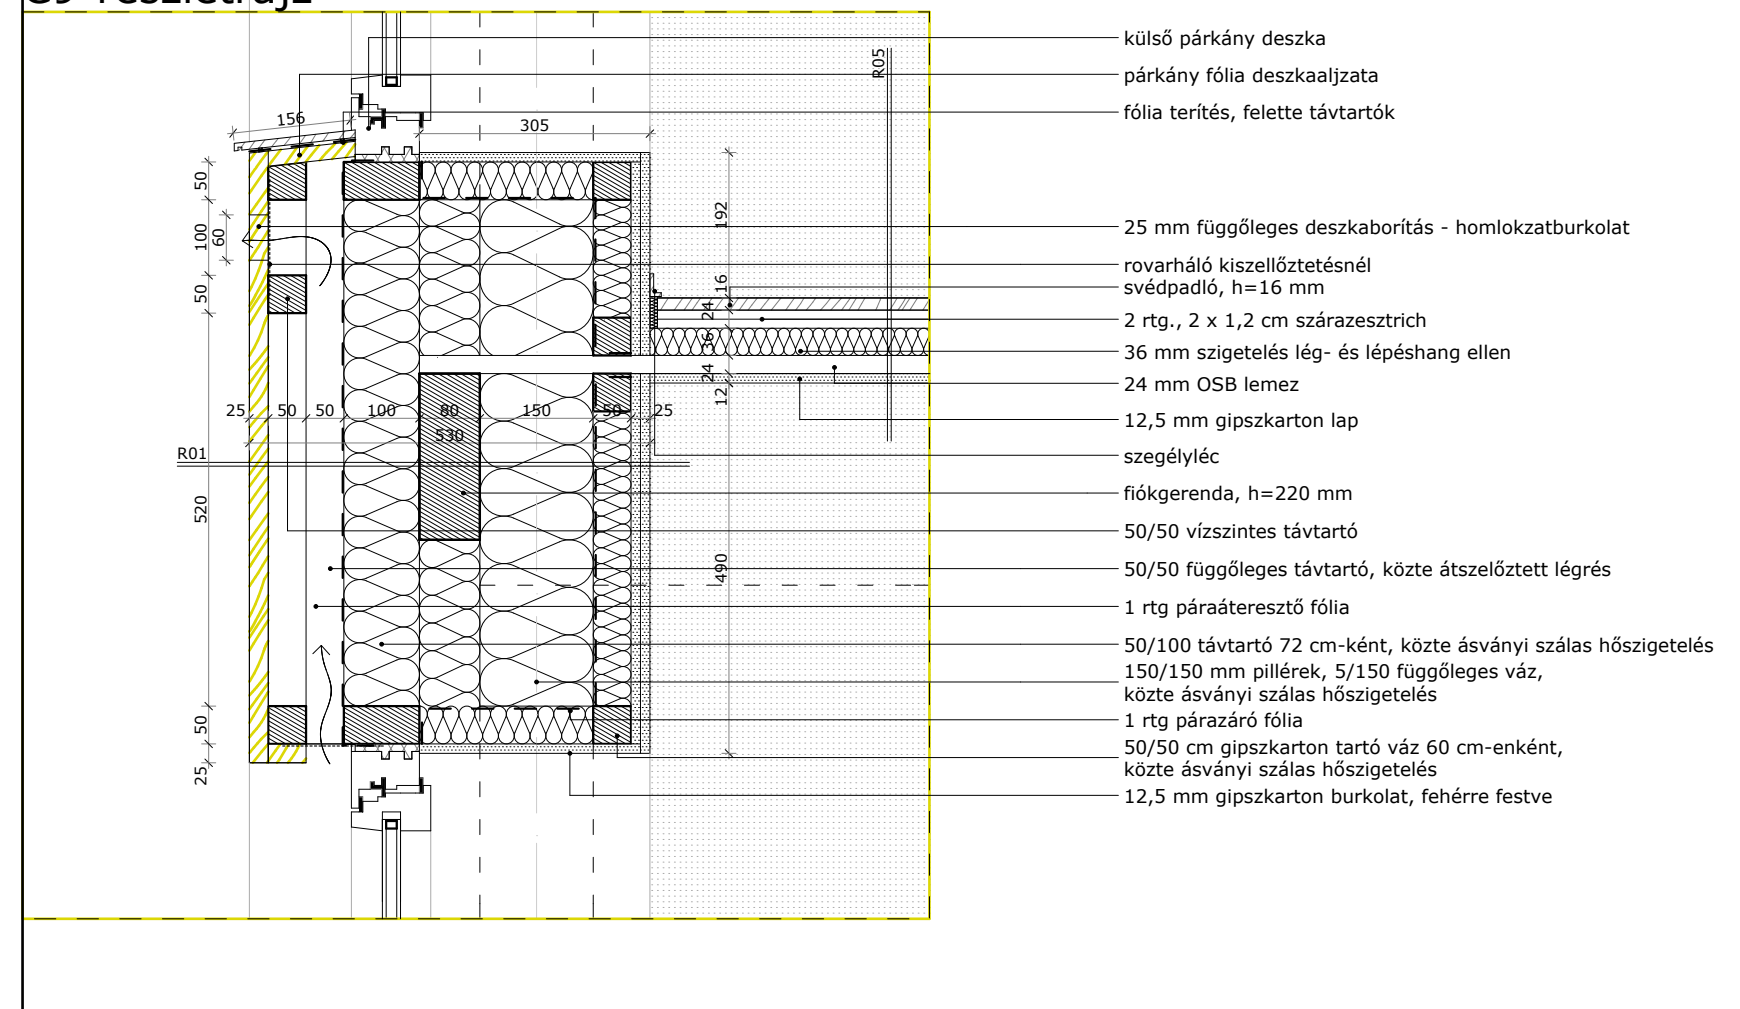 külső párkány deszka
párkány fólia deszkaaljzata
fólia terítés, felette távtartók
25 mm függőleges deszkaborítás - homlokzatburkolat
rovarháló kiszellőztetésnél
svédpadló, h=16 mm
2 rtg., 2 x 1,2 cm szárazesztrich
36 mm szigetelés lég- és lépéshang ellen
24 mm OSB lemez
12,5 mm gipszkarton lap
szegélyléc
fiókgerenda, h=220 mm
50/50 vízszintes távtartó
50/50 függőleges távtartó, közte átszelőztett légrés
1 rtg páraáteresztő fólia
50/100 távtartó 72 cm-ként, közte ásványi szálas hőszigetelés
150/150 mm pillérek, 5/150 függőleges váz,
közte ásványi szálas hőszigetelés
1 rtg párazáró fólia
50/50 cm gipszkarton tartó váz 60 cm-enként,
közte ásványi szálas hőszigetelés
12,5 mm gipszkarton burkolat, fehérre festve
R05
156
305
50
100
60
50
520
50
25
192
16
24
36
24
12
490
25 50 50 100 80 150 50 25
530
R01